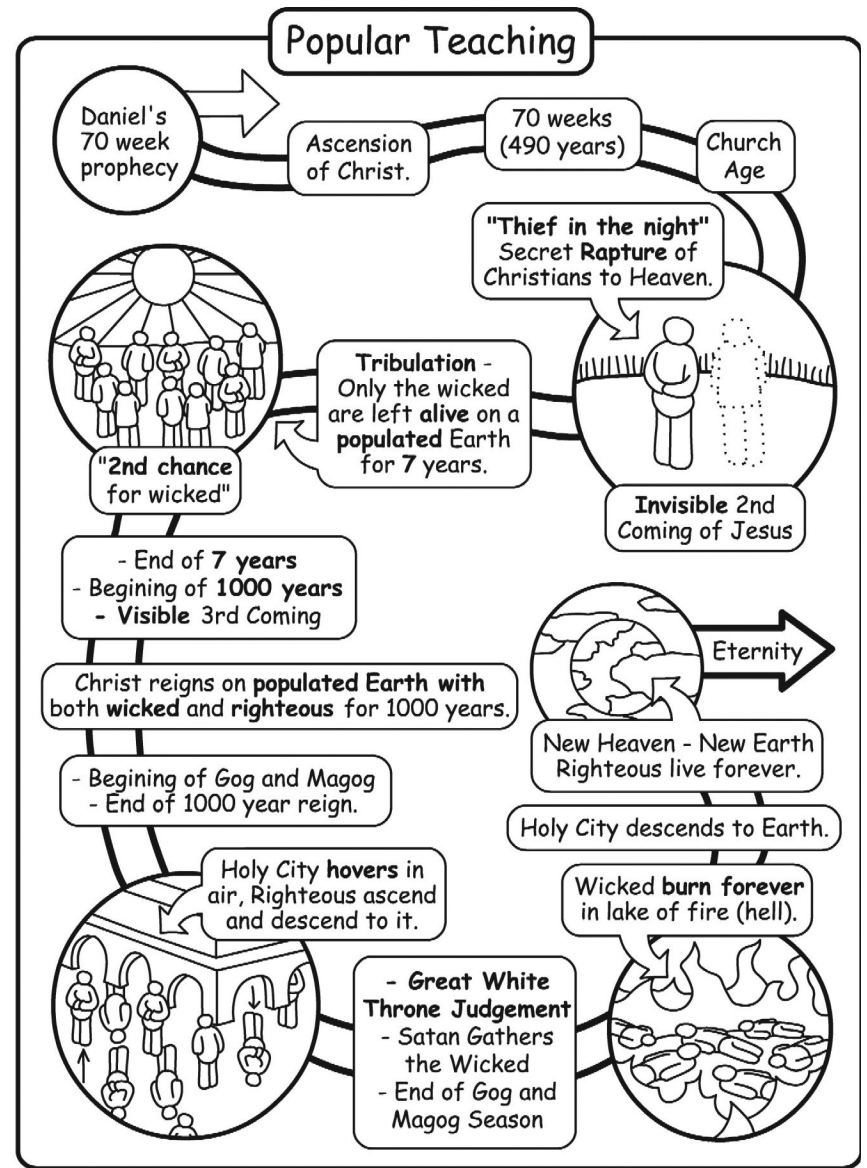 Popular Teaching
Daniel's
70 week
prophecy
Ascension
of Christ.
70 weeks
(490 years)
Church
Age
"Thief in the night"
Secret Rapture of
Christians to Heaven.
Invisible 2nd
Coming of Jesus
Tribulation -
Only the wicked
are left alive on a
populated Earth
for 7 years.
"2nd chance
for wicked"
- End of 7 years
- Begining of 1000 years
- Visible 3rd Coming
Christ reigns on populated Earth with
both wicked and righteous for 1000 years.
- Begining of Gog and Magog
- End of 1000 year reign.
Holy City hovers in
air, Righteous ascend
and descend to it.
- Great White
Throne Judgement
- Satan Gathers
the Wicked
- End of Gog and
Magog Season
Wicked burn forever
in lake of fire (hell).
Holy City descends to Earth.
New Heaven - New Earth
Righteous live forever.
Eternity